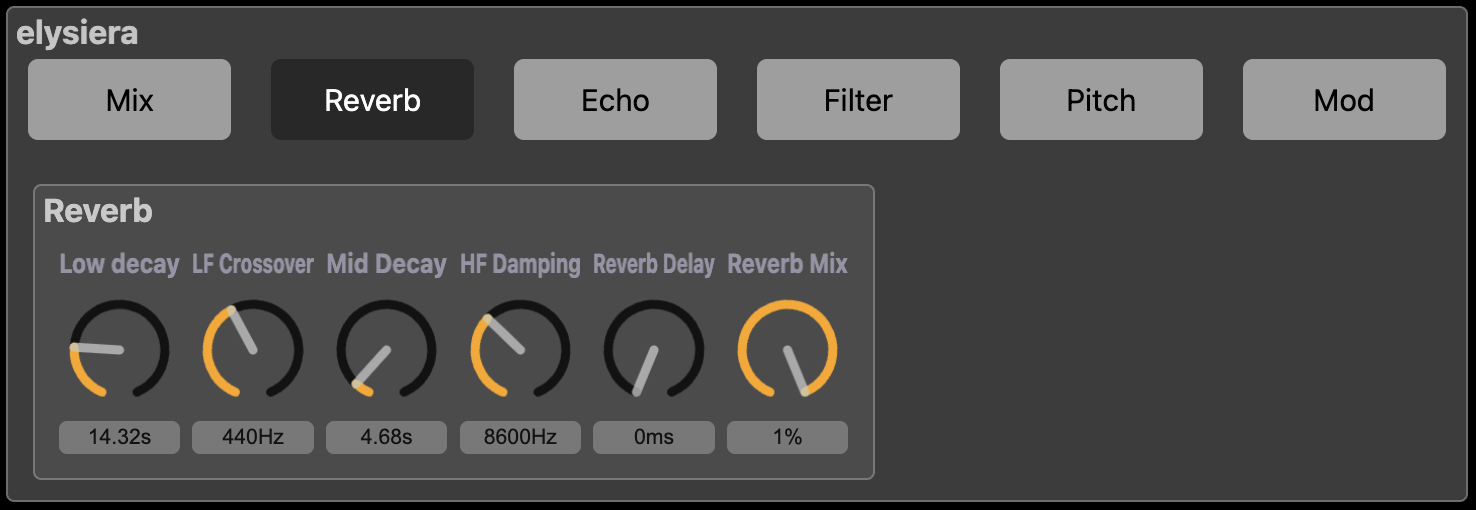 elysiera
Mix Reverb Echo Filter Pitch Mod
Reverb
Low decay LF Crossover Mid Decay HF Damping Reverb Delay Reverb Mix
14.32s 440Hz 4.68s 8600Hz 0ms 1%